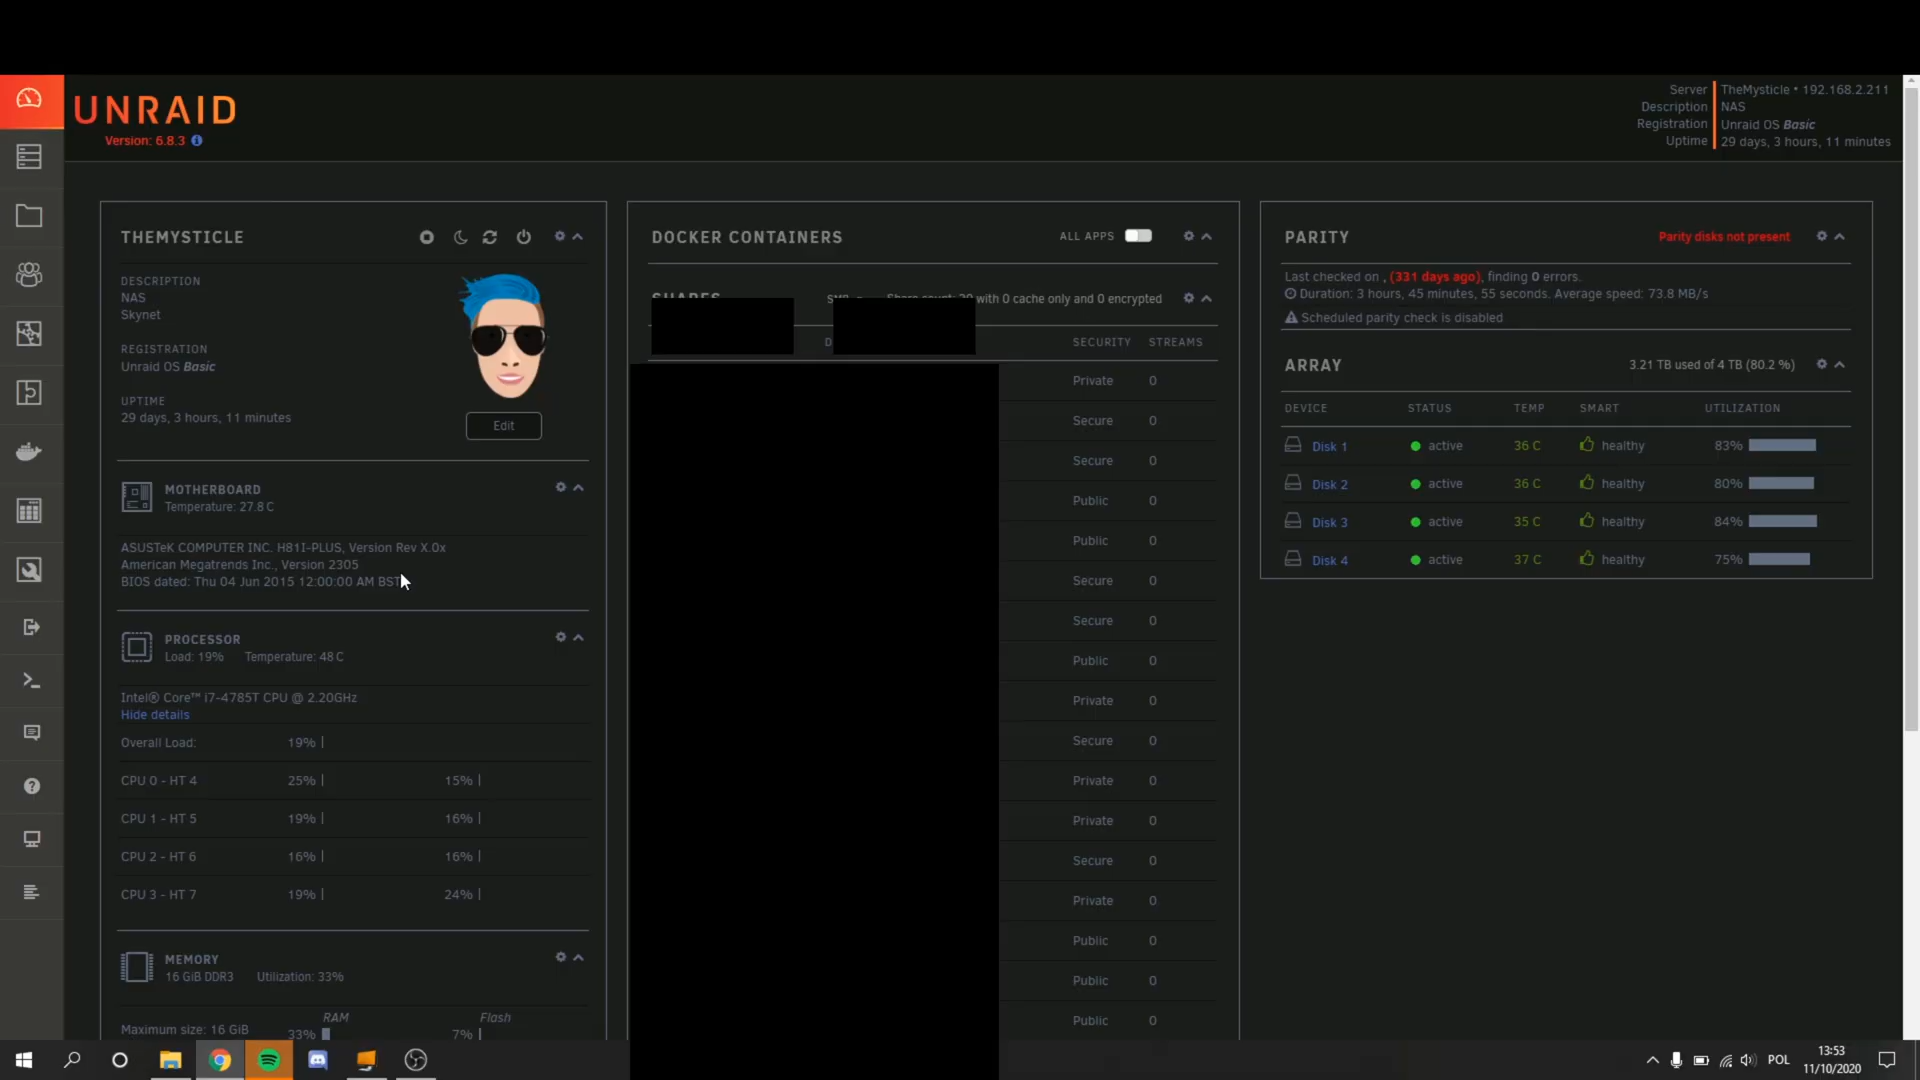 UNRAID
Version: 6.8.3
Server TheMysticle • 192.168.2.211
Description NAS
Registration Unraid OS Basic
Uptime 29 days, 3 hours, 11 minutes
THEMYSTICLE
DESCRIPTION
NAS
Skynet
REGISTRATION
Unraid OS Basic
UPTIME
29 days, 3 hours, 11 minutes
Edit
MOTHERBOARD
Temperature: 27.8 C
ASUSTeK COMPUTER INC. H81I-PLUS, Version Rev X.0x
American Megatrends Inc., Version 2305
BIOS dated: Thu 04 Jun 2015 12:00:00 AM BST
PROCESSOR
Load: 19% Temperature: 48 C
Intel® Core™ i7-4785T CPU @ 2.20GHz
Hide details
Overall Load: 19%
CPU 0 - HT 4 25% 15%
CPU 1 - HT 5 19% 16%
CPU 2 - HT 6 16% 16%
CPU 3 - HT 7 19% 24%
MEMORY
16 GiB DDR3 Utilization: 33%
RAM Flash
Maximum size: 16 GiB 33% 7%
DOCKER CONTAINERS ALL APPS
SHARES SMB Share count: 20 with 0 cache only and 0 encrypted
D SECURITY STREAMS
Private 0
Secure 0
Secure 0
Public 0
Public 0
Secure 0
Secure 0
Public 0
Private 0
Secure 0
Private 0
Private 0
Secure 0
Private 0
Public 0
Public 0
Public 0
PARITY Parity disks not present
Last checked on , (331 days ago), finding 0 errors.
Duration: 3 hours, 45 minutes, 55 seconds. Average speed: 73.8 MB/s
Scheduled parity check is disabled
ARRAY 3.21 TB used of 4 TB (80.2 %)
DEVICE STATUS TEMP SMART UTILIZATION
Disk 1 active 36 C healthy 83%
Disk 2 active 36 C healthy 80%
Disk 3 active 35 C healthy 84%
Disk 4 active 37 C healthy 75%
POL
13:53
11/10/2020